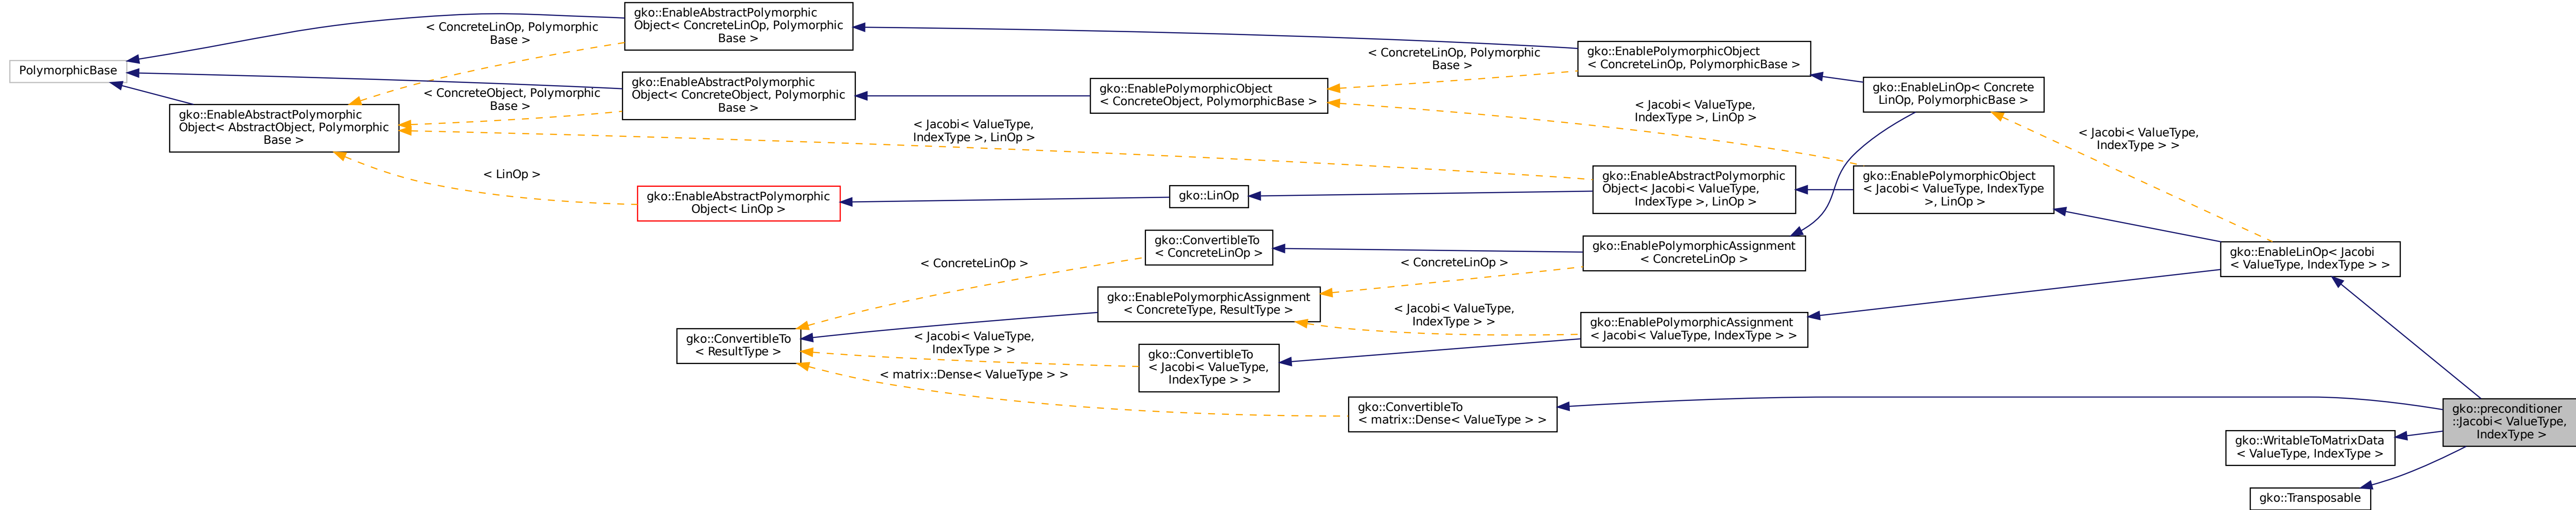 PolymorphicBase
gko::EnableAbstractPolymorphic
Object< AbstractObject, Polymorphic
Base >
< ConcreteLinOp, Polymorphic
Base >
< ConcreteObject, Polymorphic
Base >
< LinOp >
gko::EnableAbstractPolymorphic
Object< ConcreteLinOp, Polymorphic
Base >
gko::EnableAbstractPolymorphic
Object< ConcreteObject, Polymorphic
Base >
gko::EnableAbstractPolymorphic
Object< LinOp >
< Jacobi< ValueType,
IndexType >, LinOp >
gko::EnablePolymorphicObject
< ConcreteObject, PolymorphicBase >
gko::LinOp
< ConcreteLinOp, Polymorphic
Base >
gko::EnablePolymorphicObject
< ConcreteLinOp, PolymorphicBase >
< Jacobi< ValueType,
IndexType >, LinOp >
gko::EnableAbstractPolymorphic
Object< Jacobi< ValueType,
IndexType >, LinOp >
gko::EnableLinOp< Concrete
LinOp, PolymorphicBase >
gko::EnablePolymorphicObject
< Jacobi< ValueType, IndexType
>, LinOp >
< Jacobi< ValueType,
IndexType > >
gko::EnableLinOp< Jacobi
< ValueType, IndexType > >
gko::ConvertibleTo
< ResultType >
< ConcreteLinOp >
gko::ConvertibleTo
< ConcreteLinOp >
gko::EnablePolymorphicAssignment
< ConcreteType, ResultType >
< Jacobi< ValueType,
IndexType > >
gko::ConvertibleTo
< Jacobi< ValueType,
IndexType > >
< matrix::Dense< ValueType > >
gko::ConvertibleTo
< matrix::Dense< ValueType > >
< ConcreteLinOp >
gko::EnablePolymorphicAssignment
< ConcreteLinOp >
< Jacobi< ValueType,
IndexType > >
gko::EnablePolymorphicAssignment
< Jacobi< ValueType, IndexType > >
gko::preconditioner
::Jacobi< ValueType,
IndexType >
gko::WritableToMatrixData
< ValueType, IndexType >
gko::Transposable